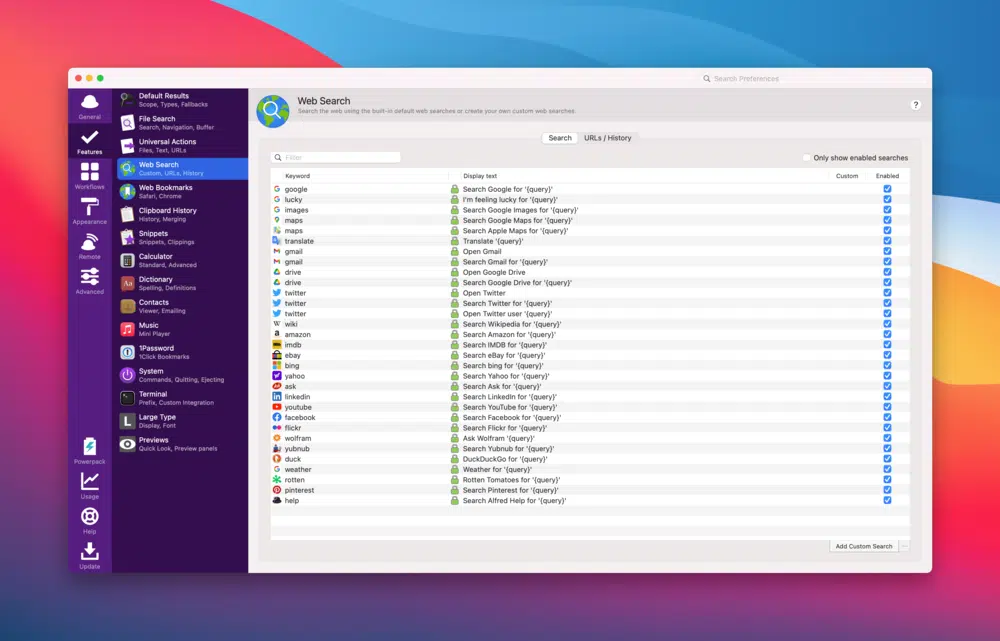 Search Preferences
General
Features
Workflows
Appearance
Remote
Advanced
Powerpack
Usage
Help
Update
Default Results
Scope, Types, Fallbacks
File Search
Search, Navigation, Buffer
Universal Actions
Files, Text, URLs
Web Search
Custom, URLs, History
Web Bookmarks
Safari, Chrome
Clipboard History
History, Merging
Snippets
Snippets, Clippings
Calculator
Standard, Advanced
Aa
Dictionary
Spelling, Definitions
Contacts
Viewer, Emailing
Music
Mini Player
1Password
1Click Bookmarks
System
Commands, Quitting, Ejecting
Terminal
Prefix, Custom Integration
L
Large Type
Display, Font
Previews
Quick Look, Preview panels
Web Search
Search the web using the built-in default web searches or create your own custom web searches.
?
Search URLs / History
Filter
Only show enabled searches
Keyword Display text Custom Enabled
google Search Google for '{query}'
lucky I'm feeling lucky for '{query}'
images Search Google Images for '{query}'
maps Search Google Maps for '{query}'
maps Search Apple Maps for '{query}'
translate Translate '{query}'
gmail Open Gmail
gmail Search Gmail for '{query}'
drive Open Google Drive
drive Search Google Drive for '{query}'
twitter Open Twitter
twitter Search Twitter for '{query}'
twitter Open Twitter user '{query}'
wiki Search Wikipedia for '{query}'
amazon Search Amazon for '{query}'
imdb Search IMDB for '{query}'
ebay Search eBay for '{query}'
bing Search bing for '{query}'
yahoo Search Yahoo for '{query}'
ask Search Ask for '{query}'
linkedin Search LinkedIn for '{query}'
youtube Search YouTube for '{query}'
facebook Search Facebook for '{query}'
flickr Search Flickr for '{query}'
wolfram Ask Wolfram '{query}'
yubnub Search Yubnub for '{query}'
duck DuckDuckGo for '{query}'
weather Weather for '{query}'
rotten Rotten Tomatoes for '{query}'
pinterest Search Pinterest for '{query}'
help Search Alfred Help for '{query}'
Add Custom Search